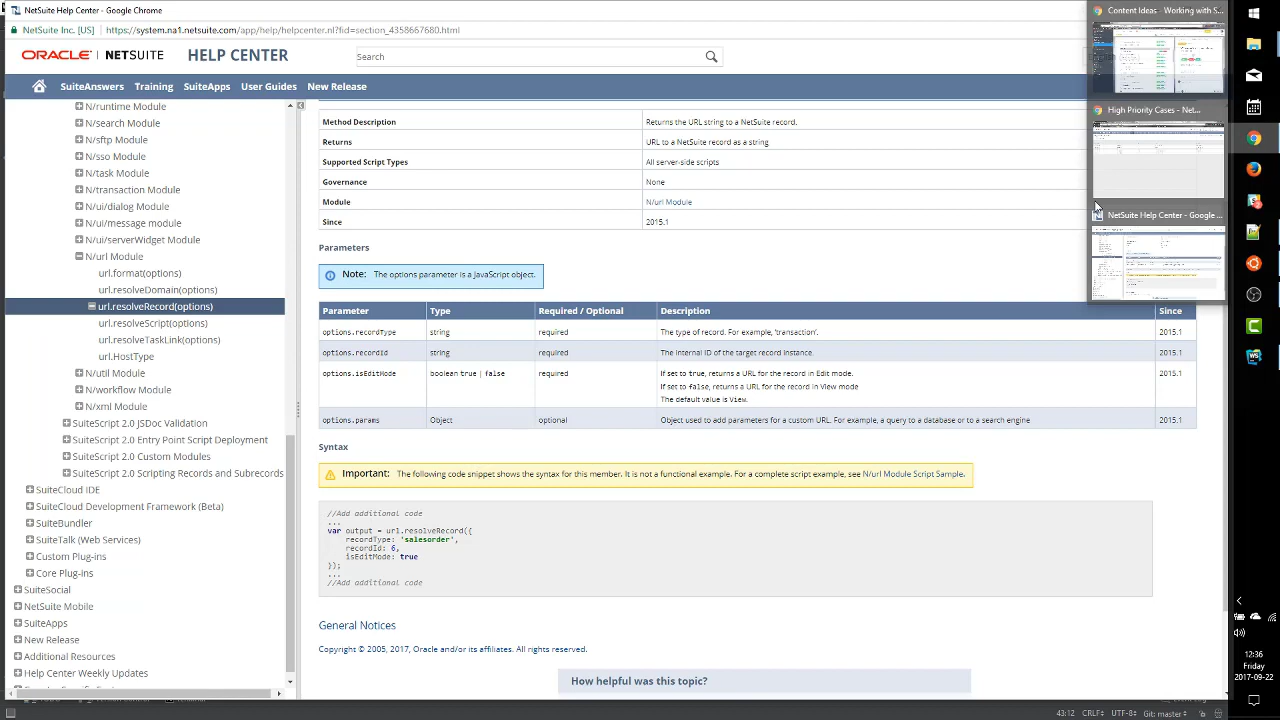 NetSuite Help Center - Google Chrome
NetSuite Inc. [US] https://system.na1.netsuite.com/app/help/helpcenter.nl?fid=section_
ORACLE NETSUITE HELP CENTER
Search
SuiteAnswers Training SuiteApps User Guides New Release
N/runtime Module
N/search Module
N/sftp Module
N/sso Module
N/task Module
N/transaction Module
N/ui/dialog Module
N/ui/message module
N/ui/serverWidget Module
N/url Module
url.format(options)
url.resolveDomain(options)
url.resolveRecord(options)
url.resolveScript(options)
url.resolveTaskLink(options)
url.HostType
N/util Module
N/workflow Module
N/xml Module
SuiteScript 2.0 JSDoc Validation
SuiteScript 2.0 Entry Point Script Deployment
SuiteScript 2.0 Custom Modules
SuiteScript 2.0 Scripting Records and Subrecords
SuiteCloud IDE
SuiteCloud Development Framework (Beta)
SuiteBundler
SuiteTalk (Web Services)
Custom Plug-ins
Core Plug-ins
SuiteSocial
NetSuite Mobile
SuiteApps
New Release
Additional Resources
Help Center Weekly Updates
Method Description Returns the URL string to a NetSuite record.
Returns URL to a NetSuite record as a string
Supported Script Types All server-side scripts
Governance None
Module N/url Module
Since 2015.1
Parameters
Note:
Parameter Type Required / Optional Description Since
options.recordType string required The type of record. For example, 'transaction'. 2015.1
options.recordId string required The internal ID of the target record instance. 2015.1
options.isEditMode boolean true | false required If set to true, returns a URL for the record in Edit mode. 2015.1
If set to false, returns a URL for the record in View mode
The default value is View.
options.params Object optional Object used to add parameters for a custom URL. For example, a query to a database or to a search engine 2015.1
Syntax
Important: The following code snippet shows the syntax for this member. It is not a functional example. For a complete script example, see N/url Module Script Sample.
//Add additional code
...
var output = url.resolveRecord({
recordType: 'salesorder',
recordId: 6,
isEditMode: true
});
...
//Add additional code
General Notices
Copyright © 2005, 2017, Oracle and/or its affiliates. All rights reserved.
How helpful was this topic?
Content Ideas - Working with S...
High Priority Cases - Net...
NetSuite Help Center - Google ...
12:36
Friday
2017-09-22
43:12 CRLF÷ UTF-8÷ Git: master÷